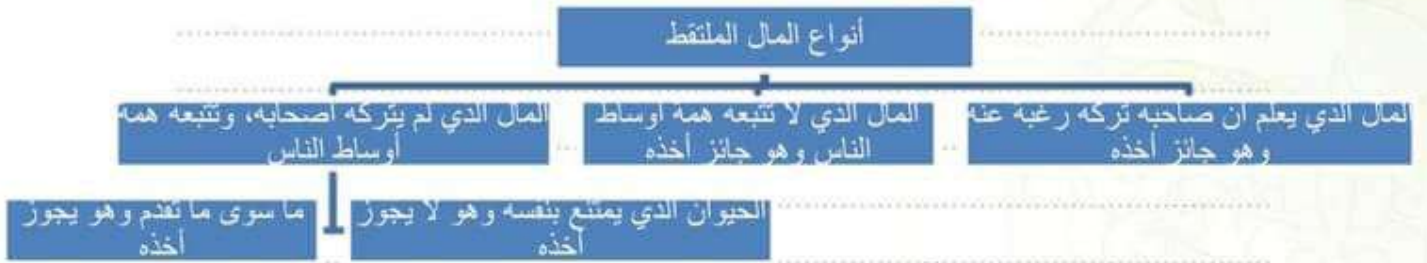 أنواع المال الملتقط
المال الذي يعلم أن صاحبه تركه رغبة عنه
وهو جائز أخذه
المال الذي لا تتبعه همه أوساط
الناس وهو جائز أخذه
المال الذي لم يتركه أصحابه، وتتبعه همه
أوساط الناس
الحيوان الذي يمتنع بنفسه وهو لا يجوز
أخذه
ما سوى ما تقدم وهو يجوز
أخذه